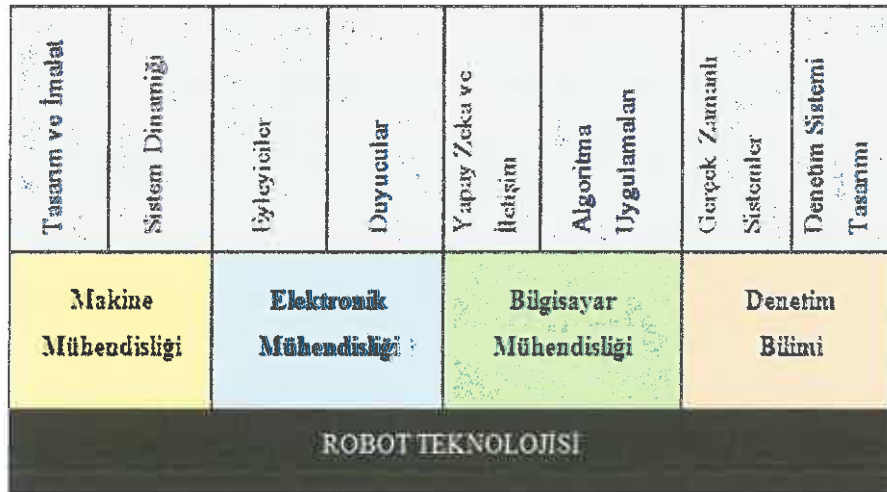 Tasarım ve İmalat
Sistem Dinamiği
Eyleyiciler
Duyucular
Yapay Zeka ve
İletişim
Algoritma
Uygulamaları
Gerçek Zamanlı
Sistemler
Denetim Sistemi
Tasarımı
Makine
Mühendisliği
Elektronik
Mühendisliği
Bilgisayar
Mühendisliği
Denetim
Bilimi
ROBOT TEKNOLOJİSİ